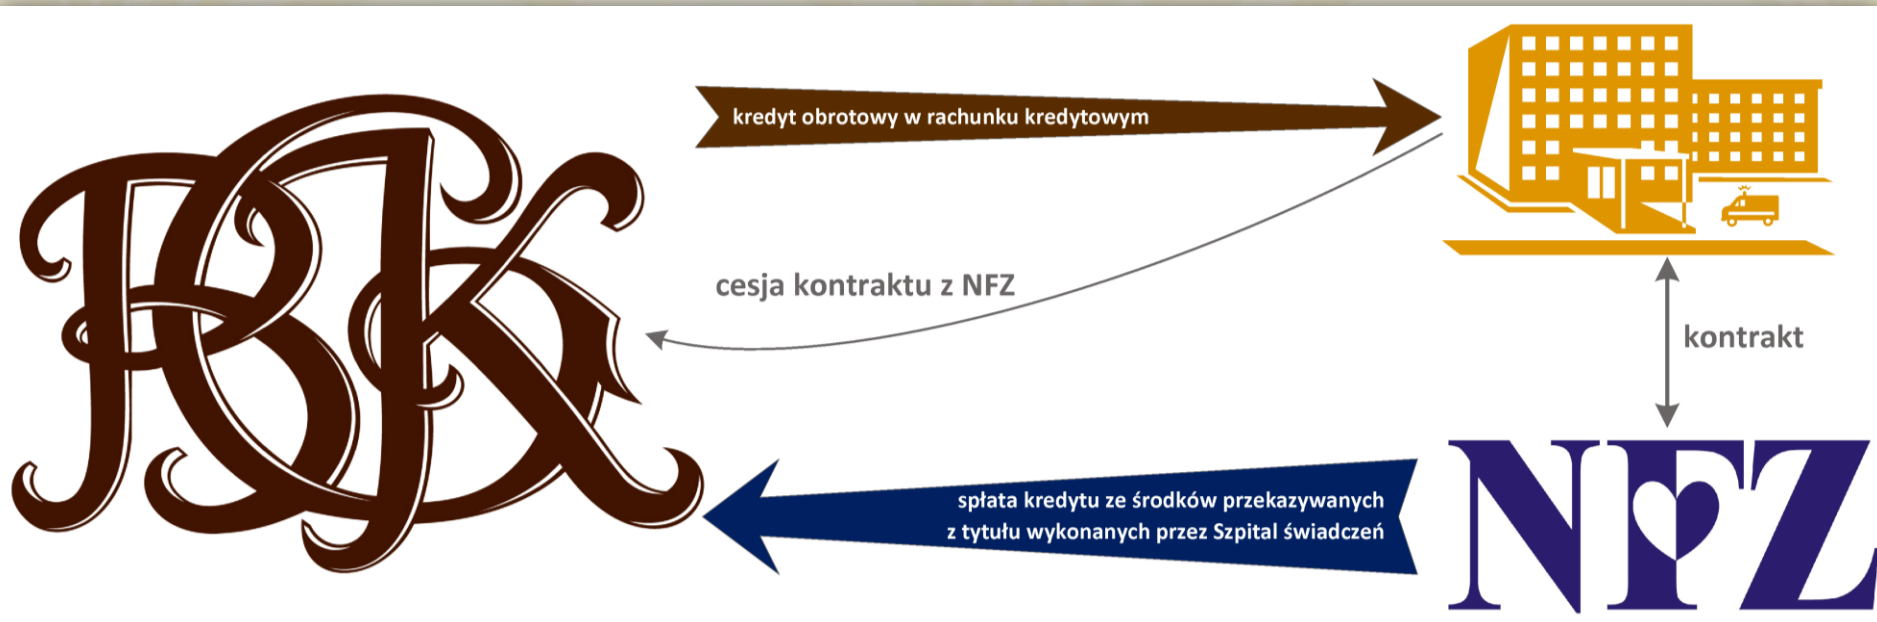 kredyt obrotowy w rachunku kredytowym
cesja kontraktu z NFZ
kontrakt
BGK
spłata kredytu ze środków przekazywanych
z tytułu wykonanych przez Szpital świadczeń
NFZ